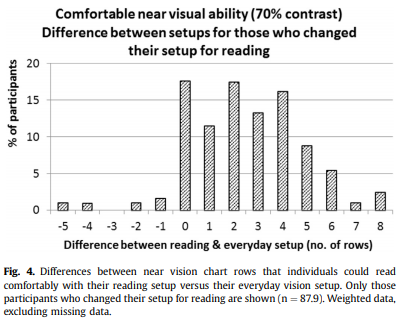 Comfortable near visual ability (70% contrast)
Difference between setups for those who changed
their setup for reading
% of participants
20
15
10
5
0
-5 -4 -3 -2 -1 0 1 2 3 4 5 6 7 8
Difference between reading & everyday setup (no. of rows)
Fig. 4. Differences between near vision chart rows that individuals could read
comfortably with their reading setup versus their everyday vision setup. Only those
participants who changed their setup for reading are shown (n = 87.9). Weighted data,
excluding missing data.